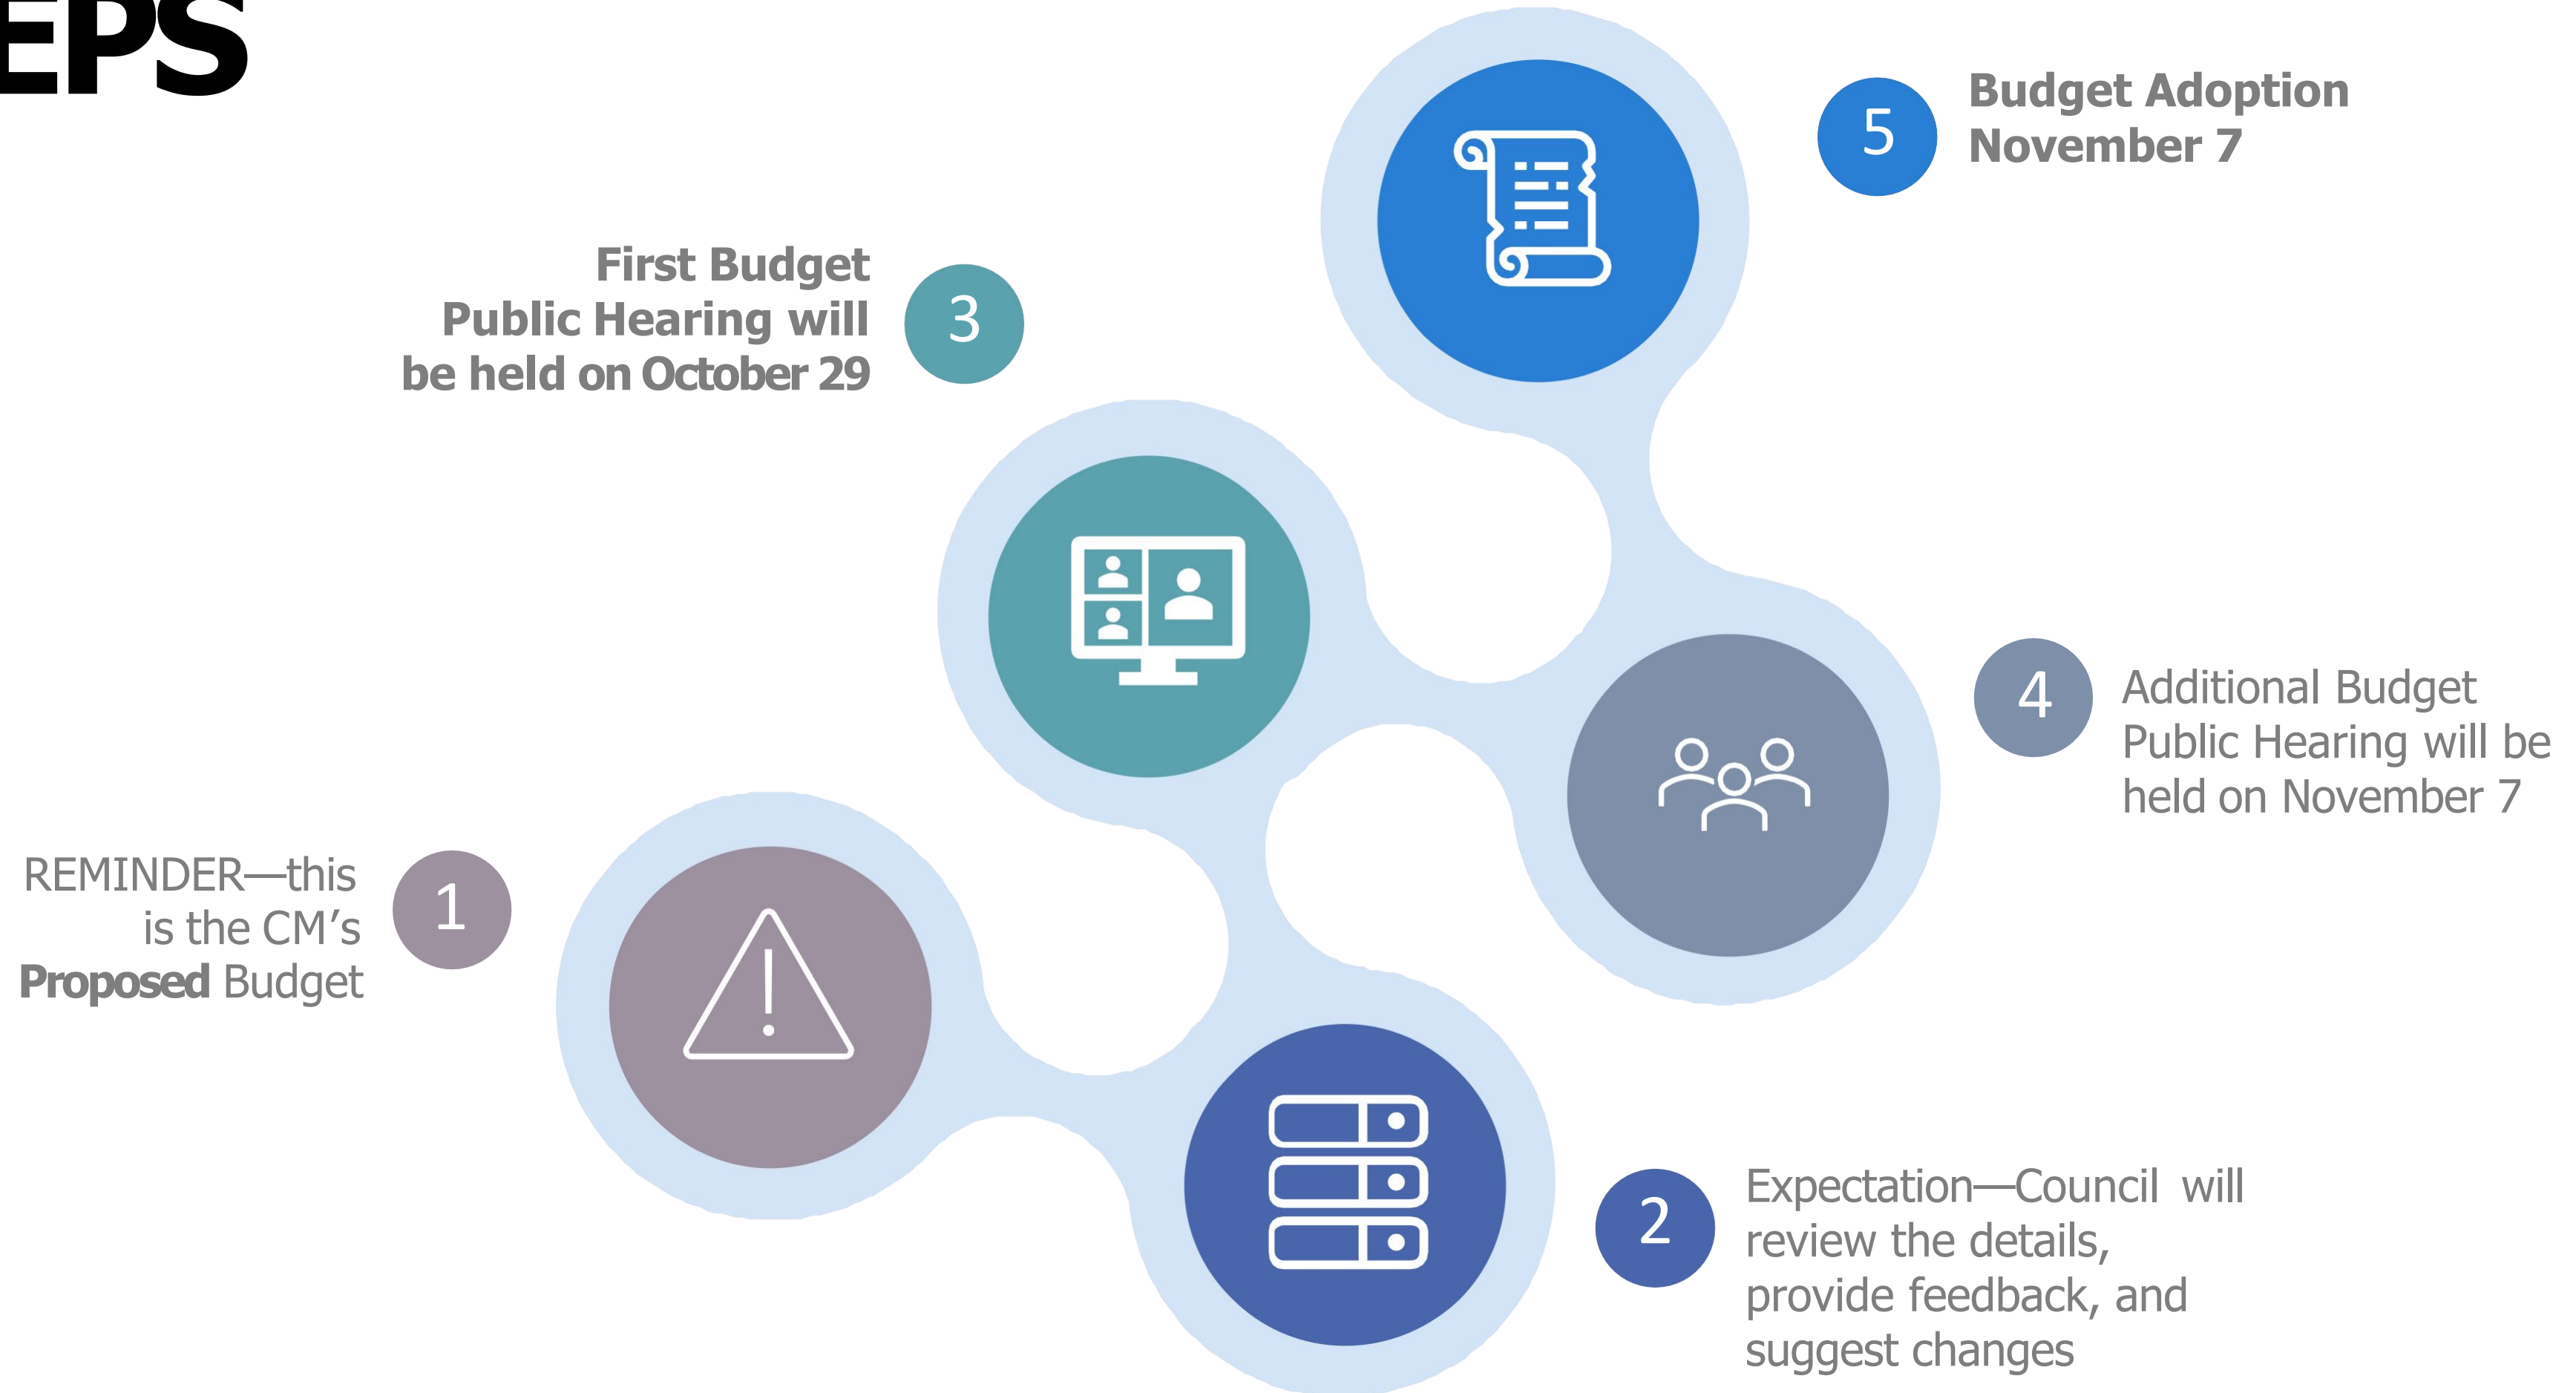 EPS
5
Budget Adoption
November 7
First Budget
Public Hearing will
be held on October 29
3
4
Additional Budget
Public Hearing will be
held on November 7
REMINDER—this
is the CM’s
Proposed Budget
1
2
Expectation—Council will
review the details,
provide feedback, and
suggest changes